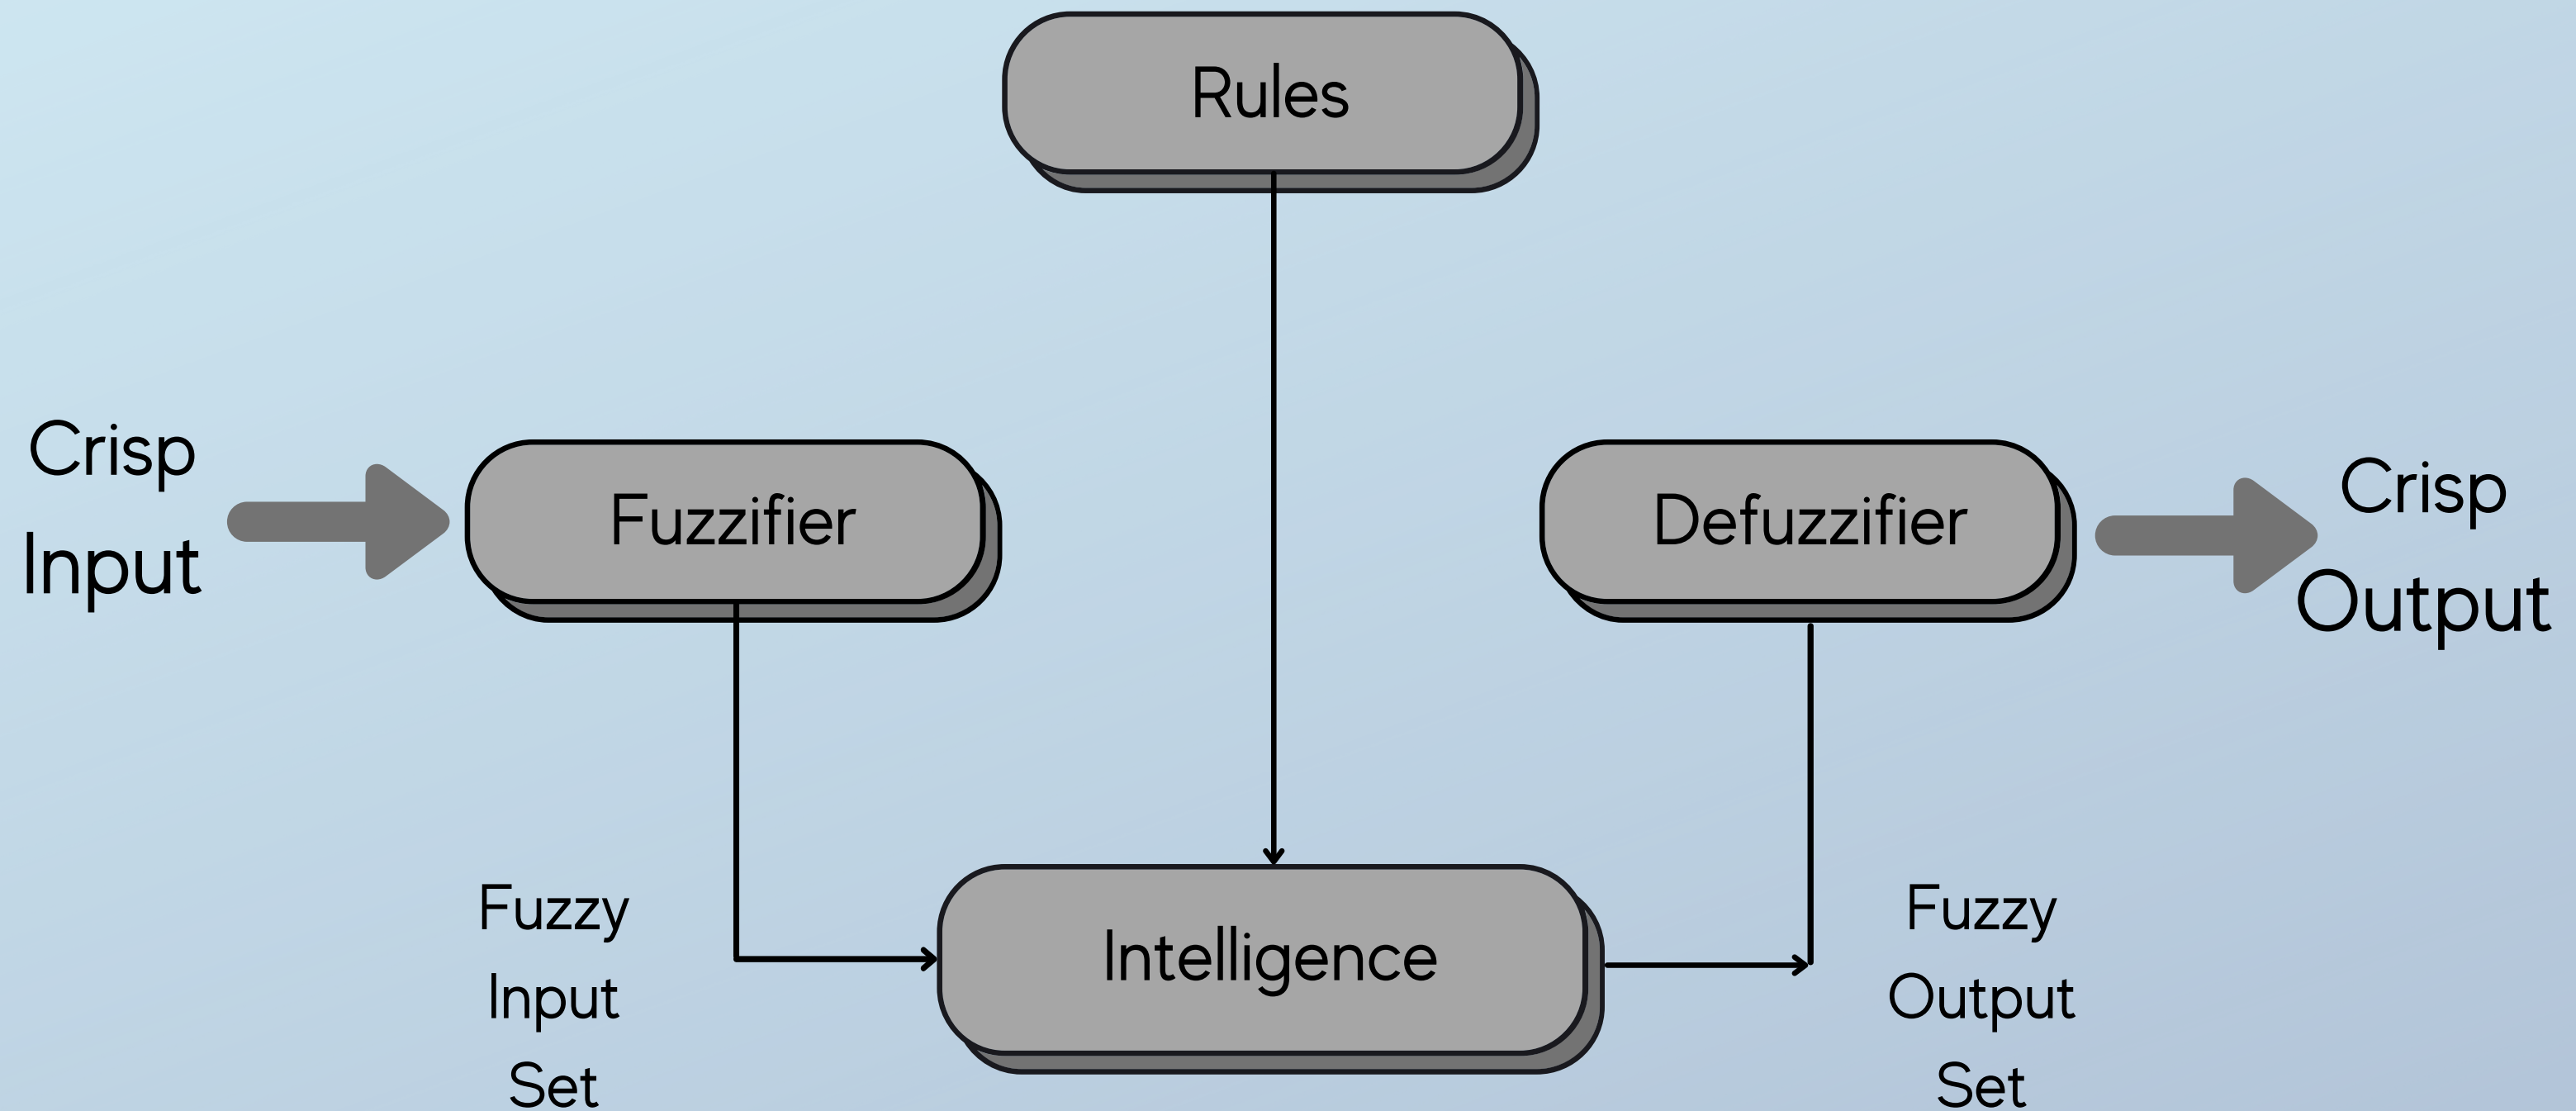 Rules
Crisp
Input
Fuzzifier
Defuzzifier
Crisp
Output
Fuzzy
Input
Set
Intelligence
Fuzzy
Output
Set